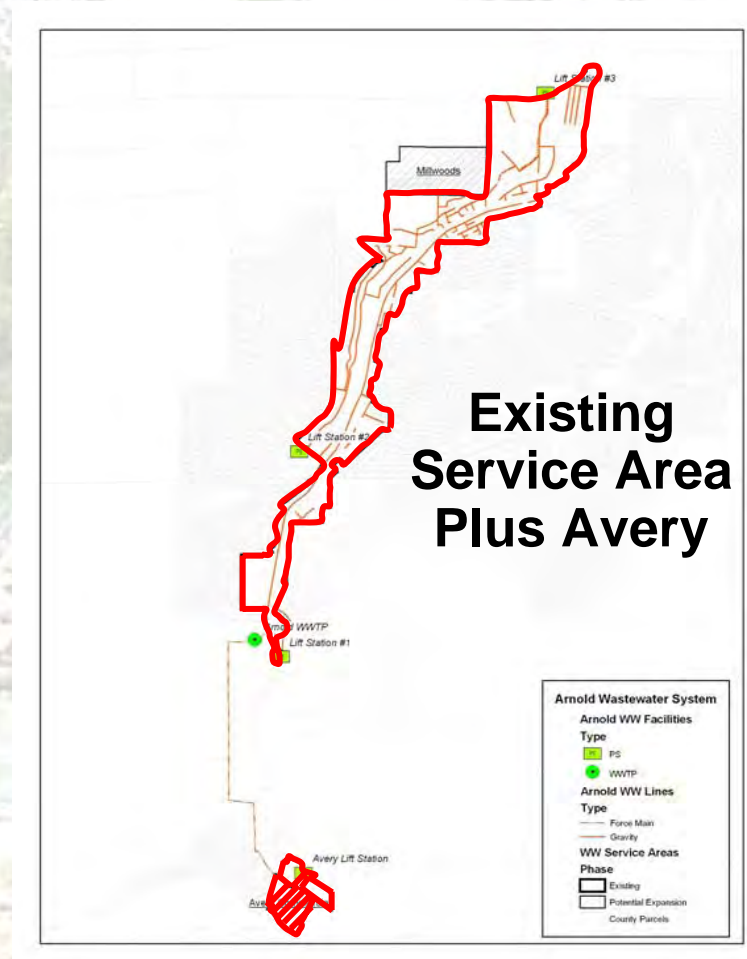 Lift Station #3
Millwoods
Existing
Service Area
Plus Avery
Lift Station #2
Arnold WWTP
Lift Station #1
Avery Lift Station
Arnold Wastewater System
Arnold WW Facilities
Type
PS
WWTP
Arnold WW Lines
Type
Force Main
Gravity
WW Service Areas
Phase
Existing
Potential Expansion
County Parcels